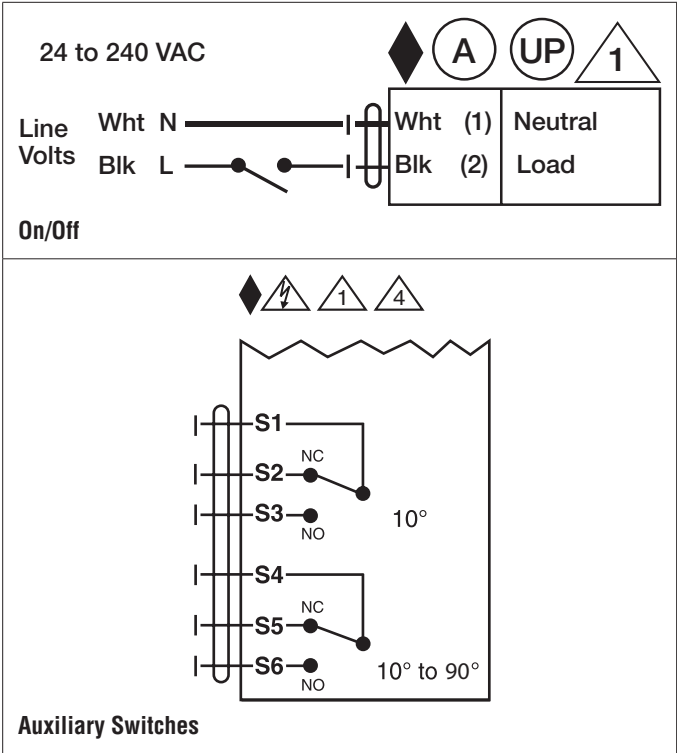 24 to 240 VAC
A UP 1
Line Volts
Wht N
Wht (1) Neutral
Blk L
Blk (2) Load
On/Off
1 4
S1
NC
S2
S3
10°
NO
S4
NC
S5
S6
10° to 90°
NO
Auxiliary Switches